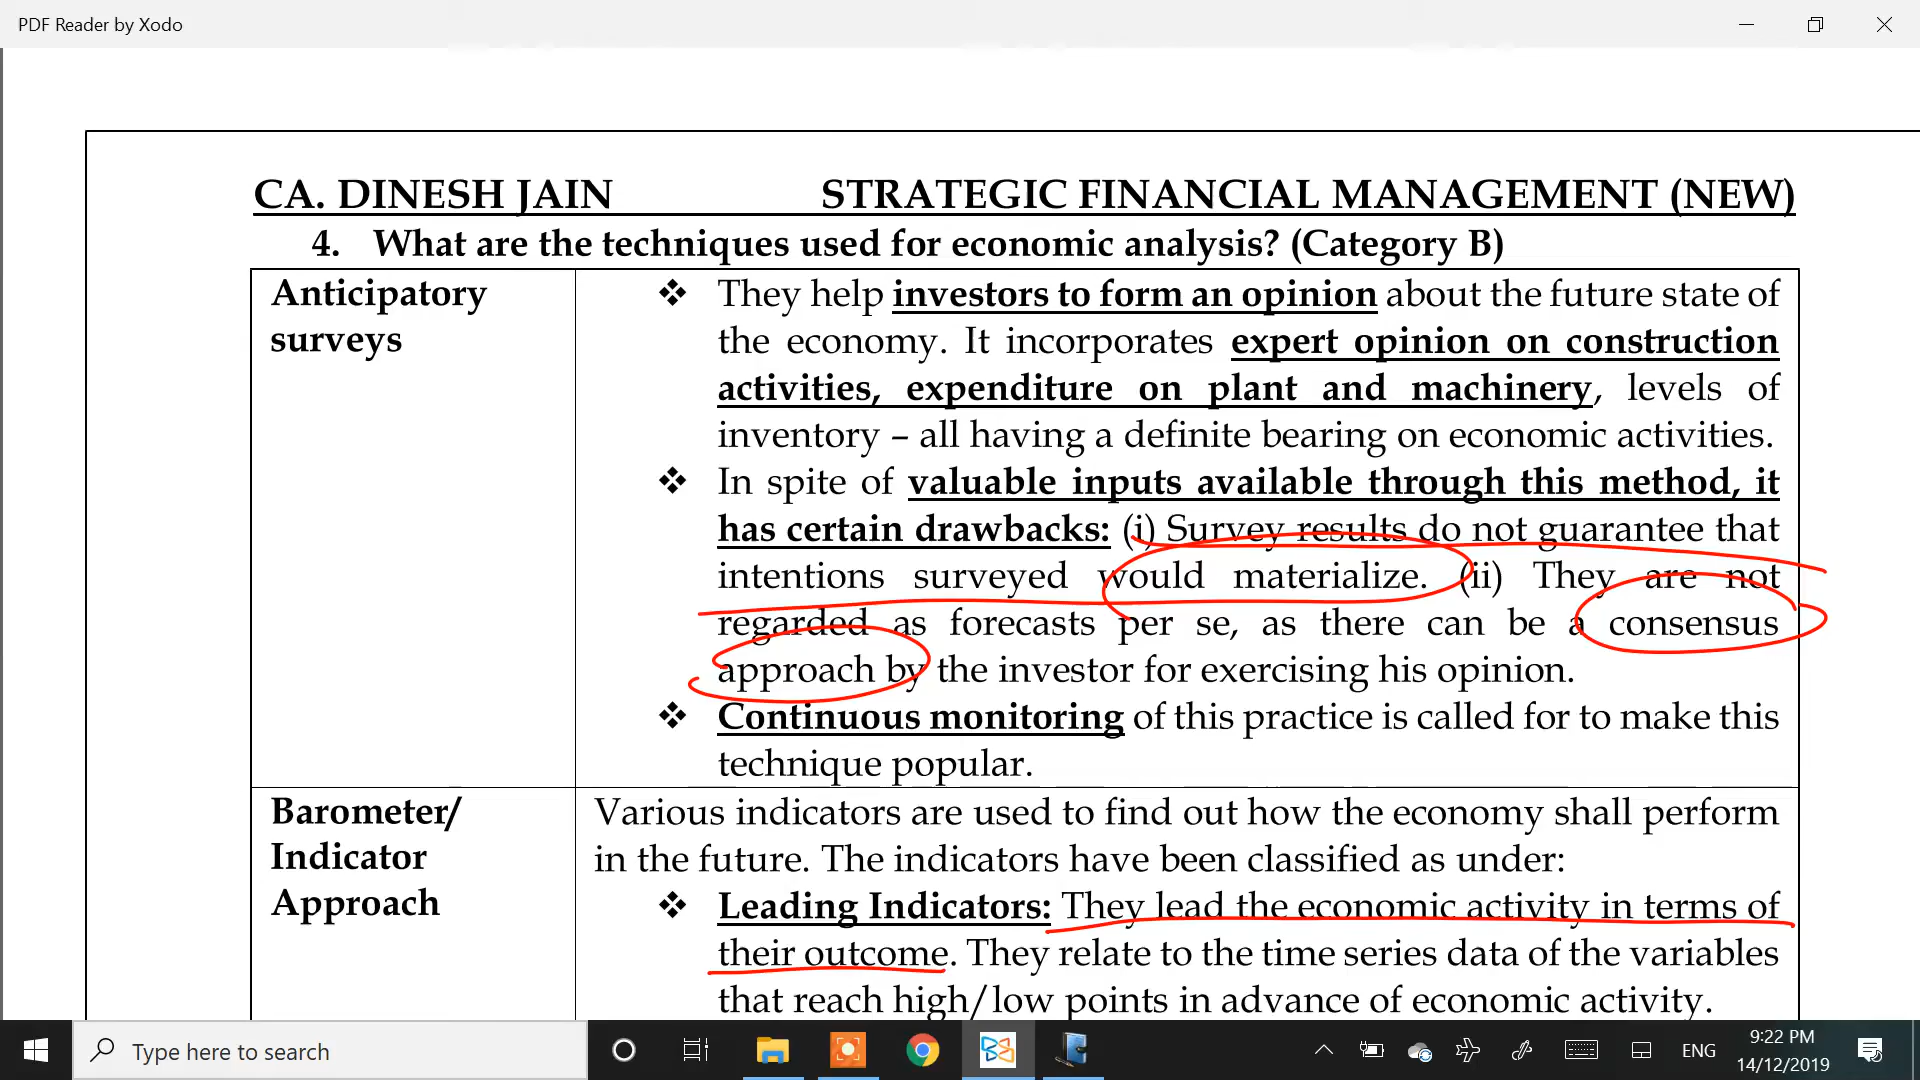 PDF Reader by Xodo
CA. DINESH JAIN STRATEGIC FINANCIAL MANAGEMENT (NEW)
4. What are the techniques used for economic analysis? (Category B)
Anticipatory
surveys
❖ They help investors to form an opinion about the future state of
the economy. It incorporates expert opinion on construction
activities, expenditure on plant and machinery, levels of
inventory – all having a definite bearing on economic activities.
❖ In spite of valuable inputs available through this method, it
has certain drawbacks: (i) Survey results do not guarantee that
intentions surveyed would materialize. (ii) They are not
regarded as forecasts per se, as there can be a consensus
approach by the investor for exercising his opinion.
❖ Continuous monitoring of this practice is called for to make this
technique popular.
Barometer/
Indicator
Approach
Various indicators are used to find out how the economy shall perform
in the future. The indicators have been classified as under:
❖ Leading Indicators: They lead the economic activity in terms of
their outcome. They relate to the time series data of the variables
that reach high/low points in advance of economic activity.
Type here to search
ENG
9:22 PM
14/12/2019